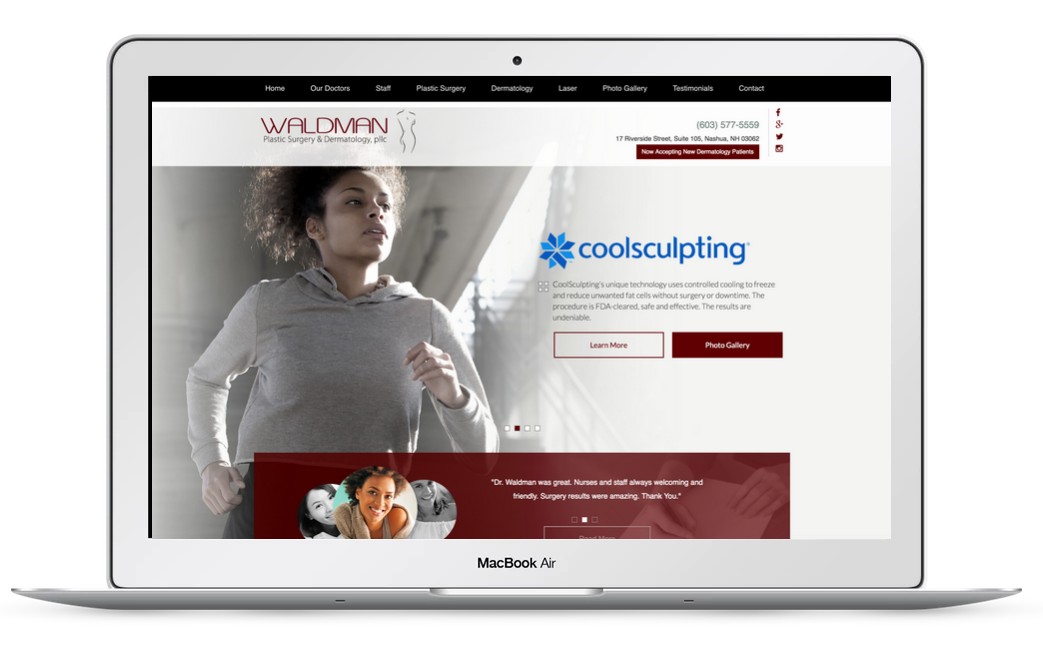 Home Our Doctors Staff Plastic Surgery Dermatology Laser Photo Gallery Testimonials Contact
WALDMAN
Plastic Surgery & Dermatology, pllc
(603) 577-5559
17 Riverside Street, Suite 105, Nashua, NH 03062
Now Accepting New Dermatology Patients
coolsculpting®
CoolSculpting's unique technology uses controlled cooling to freeze
and reduce unwanted fat cells without surgery or downtime. The
procedure is FDA-cleared, safe and effective. The results are
undeniable.
Learn More Photo Gallery
"Dr. Waldman was great. Nurses and staff always welcoming and
friendly. Surgery results were amazing. Thank You."
Read More
MacBook Air